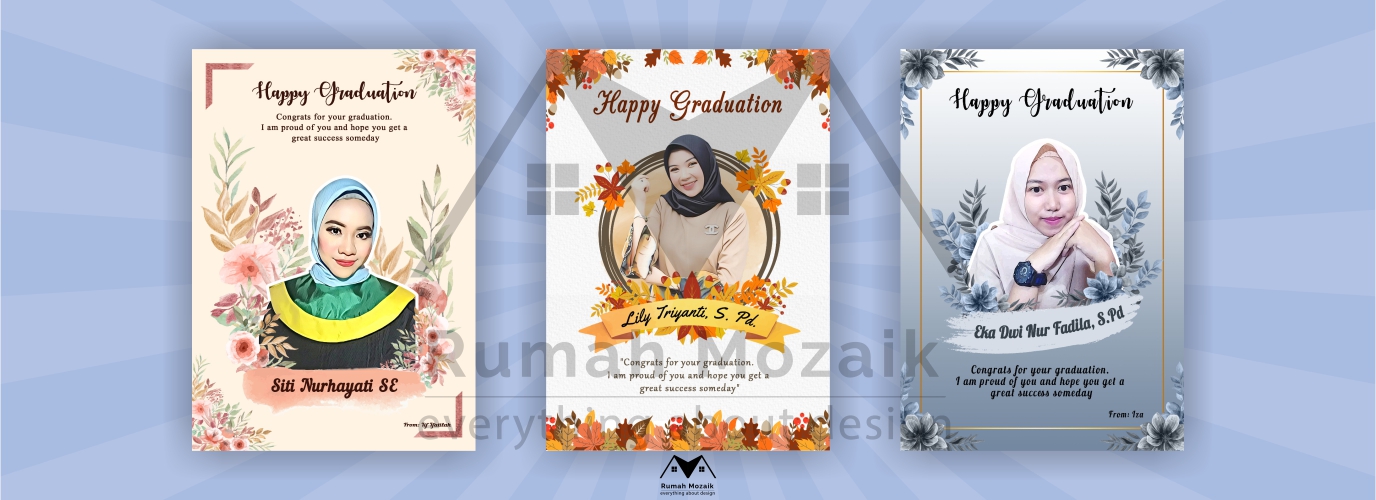 Happy Graduation
Congrats for your graduation.
I am proud of you and hope you get a
great success someday
Siti Nurhayati SE
From:
Happy Graduation
Lily Triyanti, S. Pd.
"Congrats for your graduation.
I am proud of you and hope you get a
great success someday"
Happy Graduation
Eka Dwi Nur Fadila, S.Pd
Congrats for your graduation.
I am proud of you and hope you get a
great success someday
From: Iza
Rumah Mozaik
everything about design
Rumah Mozaik
everything about design